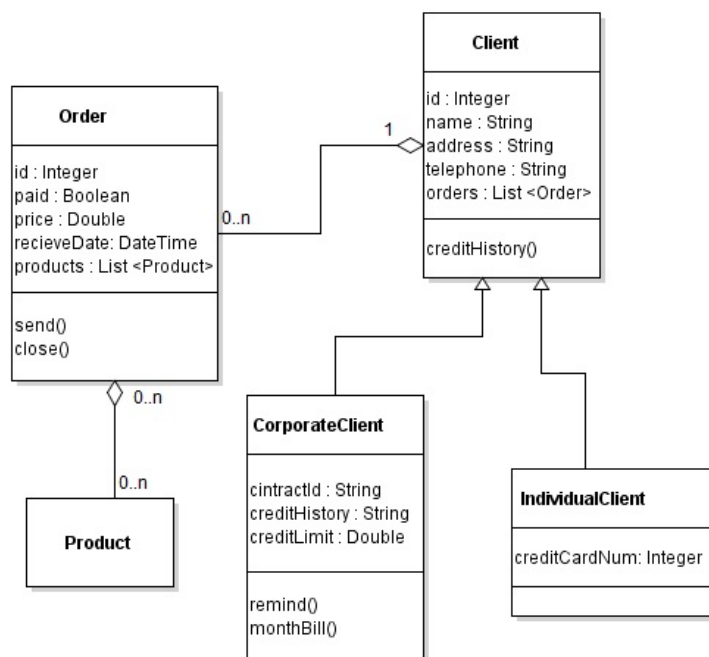 Client
id : Integer
name : String
address : String
telephone : String
orders : List <Order>
creditHistory()
Order
id : Integer
paid : Boolean
price : Double
recieveDate: DateTime
products : List <Product>
send()
close()
1
0..n
0..n
0..n
Product
CorporateClient
cintractId : String
creditHistory : String
creditLimit : Double
remind()
monthBill()
IndividualClient
creditCardNum: Integer